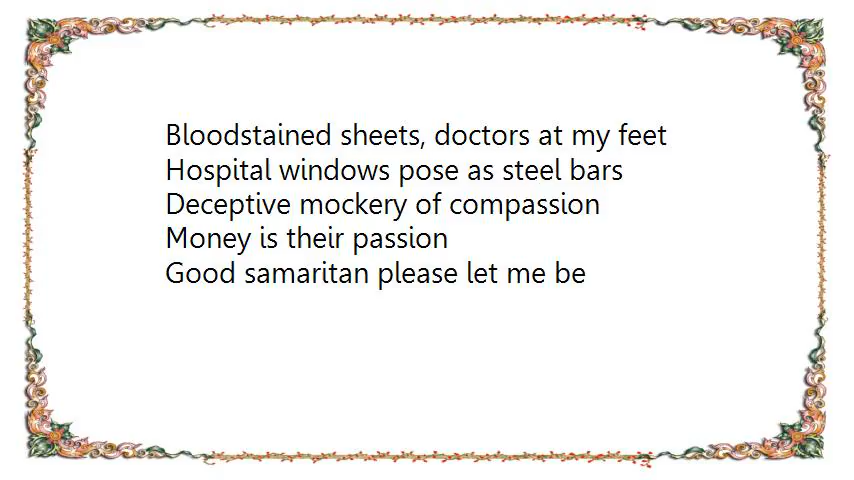 Bloodstained sheets, doctors at my feet
Hospital windows pose as steel bars
Deceptive mockery of compassion
Money is their passion
Good samaritan please let me be